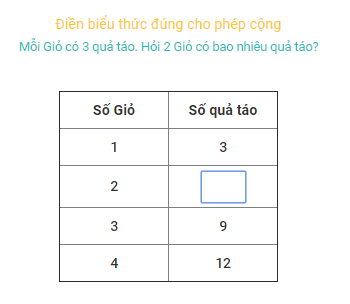 Điền biểu thức đúng cho phép cộng
Mỗi Giỏ có 3 quả táo. Hỏi 2 Giỏ có bao nhiêu quả táo?
Số Giỏ Số quả táo
1 3
2
3 9
4 12